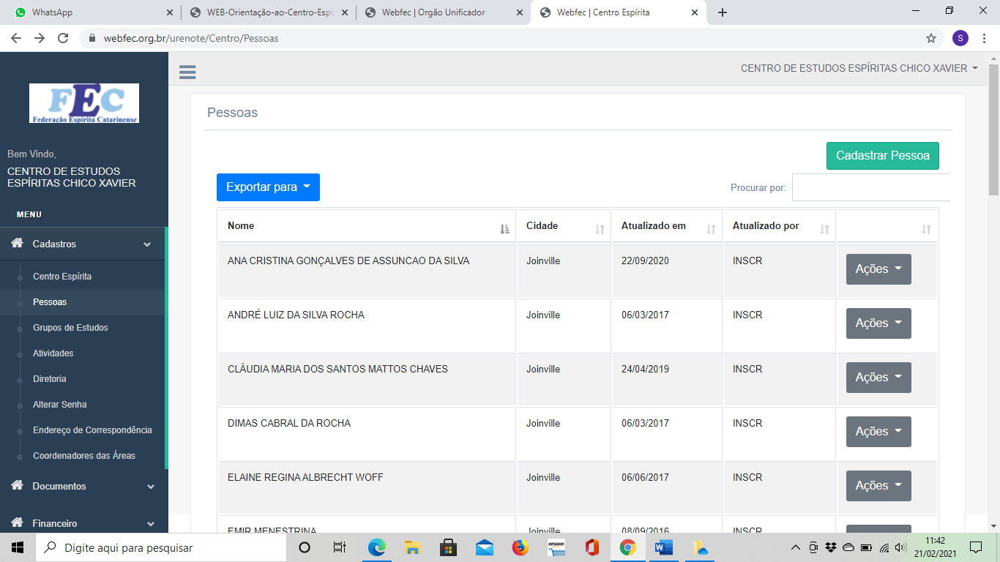 WhatsApp
WEB-Orientação-ao-Centro-Espír
Webfec | Orgão Unificador
Webfec | Centro Espírita
webfec.org.br/urenote/Centro/Pessoas
S
FEC
Federação Espírita Catarinense
CENTRO DE ESTUDOS ESPÍRITAS CHICO XAVIER
Bem Vindo,
CENTRO DE ESTUDOS
ESPÍRITAS CHICO XAVIER
MENU
Cadastros
Centro Espírita
Pessoas
Grupos de Estudos
Atividades
Diretoria
Alterar Senha
Endereço de Correspondência
Coordenadores das Áreas
Documentos
Financeiro
Pessoas
Cadastrar Pessoa
Exportar para
Procurar por:
Nome Cidade Atualizado em Atualizado por
ANA CRISTINA GONÇALVES DE ASSUNCAO DA SILVA Joinville 22/09/2020 INSCR Ações
ANDRÉ LUIZ DA SILVA ROCHA Joinville 06/03/2017 INSCR Ações
CLÁUDIA MARIA DOS SANTOS MATTOS CHAVES Joinville 24/04/2019 INSCR Ações
DIMAS CABRAL DA ROCHA Joinville 06/03/2017 INSCR Ações
ELAINE REGINA ALBRECHT WOFF Joinville 06/06/2017 INSCR Ações
EMIR MENESTRINA Joinville 08/09/2016 INSCR
Digite aqui para pesquisar
amazon
11:42
21/02/2021